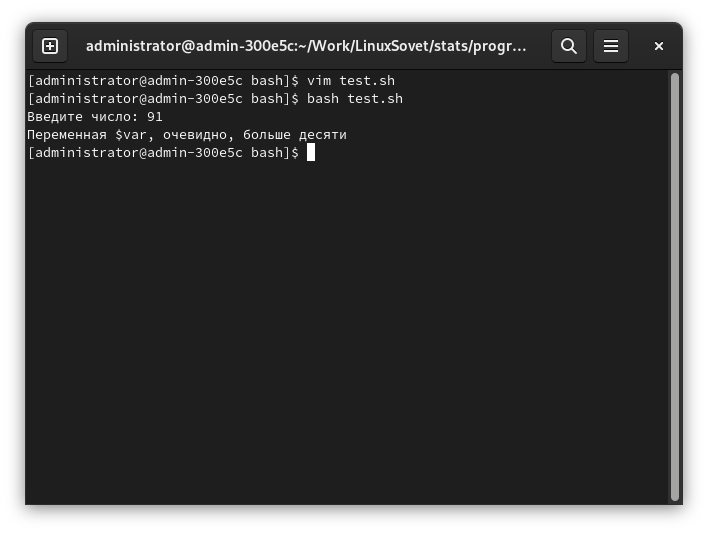 administrator@admin-300e5c:~/Work/LinuxSovet/stats/progr…
[administrator@admin-300e5c bash]$ vim test.sh
[administrator@admin-300e5c bash]$ bash test.sh
Введите число: 91
Переменная $var, очевидно, больше десяти
[administrator@admin-300e5c bash]$